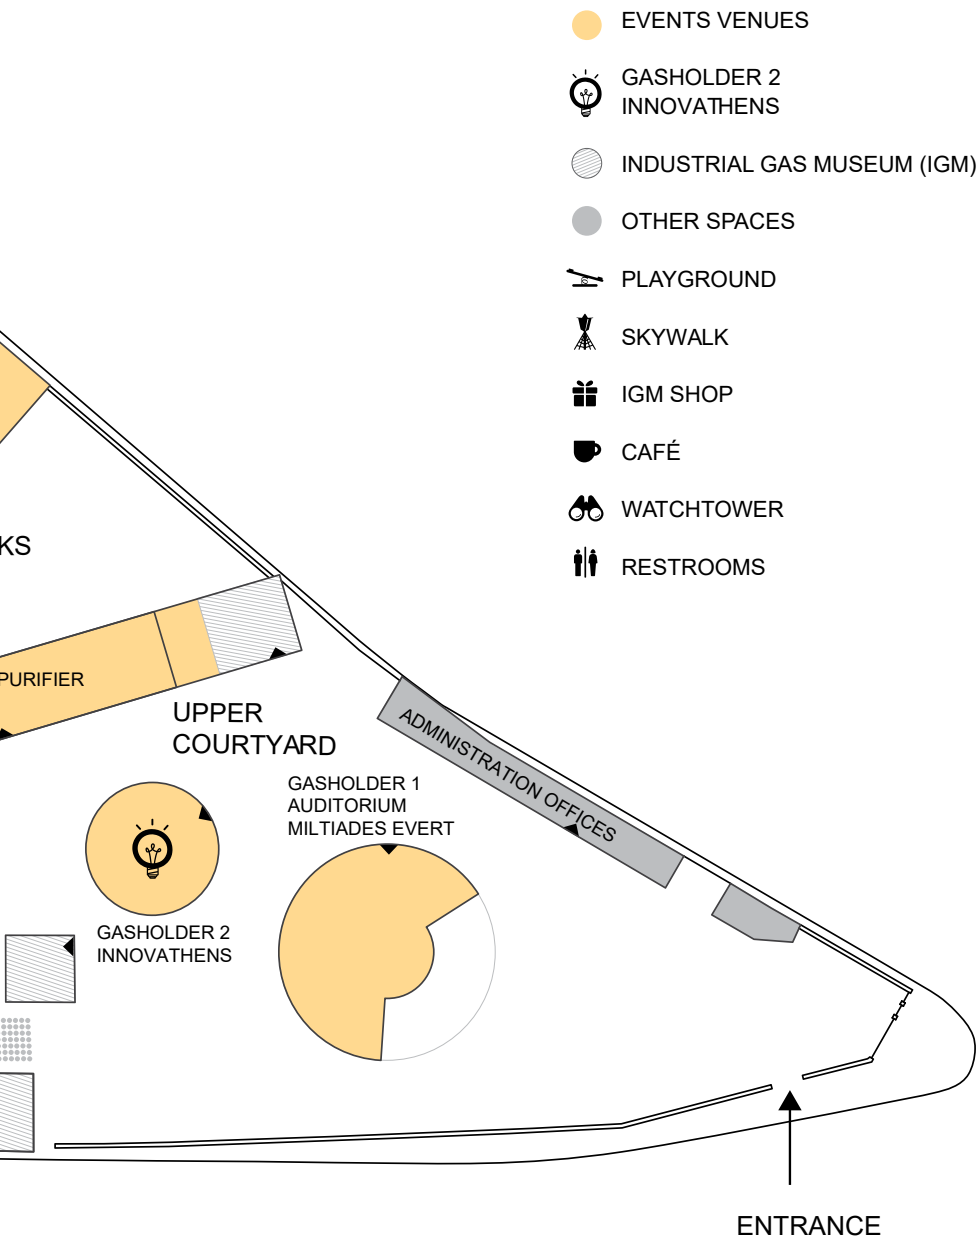 EVENTS VENUES
GASHOLDER 2
INNOVATHENS
INDUSTRIAL GAS MUSEUM (IGM)
OTHER SPACES
PLAYGROUND
SKYWALK
IGM SHOP
CAFÉ
WATCHTOWER
RESTROOMS
KS
PURIFIER
UPPER
COURTYARD
ADMINISTRATION OFFICES
GASHOLDER 1
AUDITORIUM
MILTIADES EVERT
GASHOLDER 2
INNOVATHENS
ENTRANCE